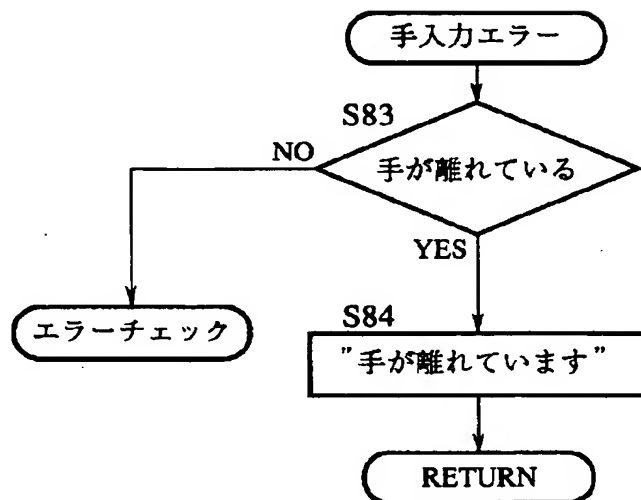 手入力エラー
S83
NO
手が離れている
YES
エラーチェック
S84
"手が離れています"
RETURN